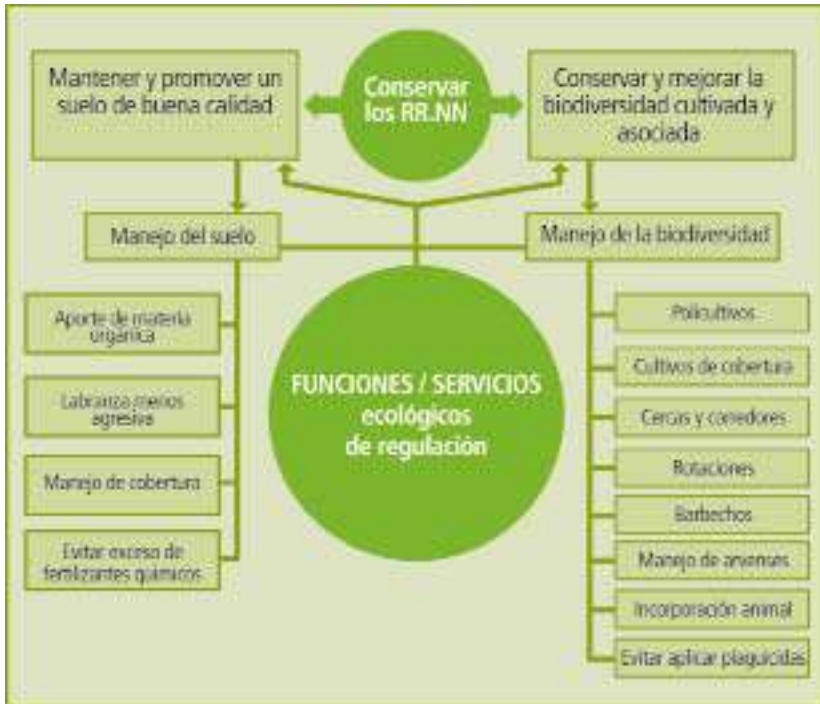 Mantener y promover un
suelo de buena calidad
Conservar
los RR.NN
Conservar y mejorar la
biodiversidad cultivada y
asociada
Manejo del suelo
Manejo de la biodiversidad
Aporte de materia
orgánica
Labranza menos
agresiva
Manejo de cobertura
Evitar exceso de
fertilizantes químicos
FUNCIONES / SERVICIOS
ecológicos
de regulación
Policultivos
Cultivos de cobertura
Cercas y corredores
Rotaciones
Barbechos
Manejo de arvenses
Incorporación animal
Evitar aplicar plaguicidas